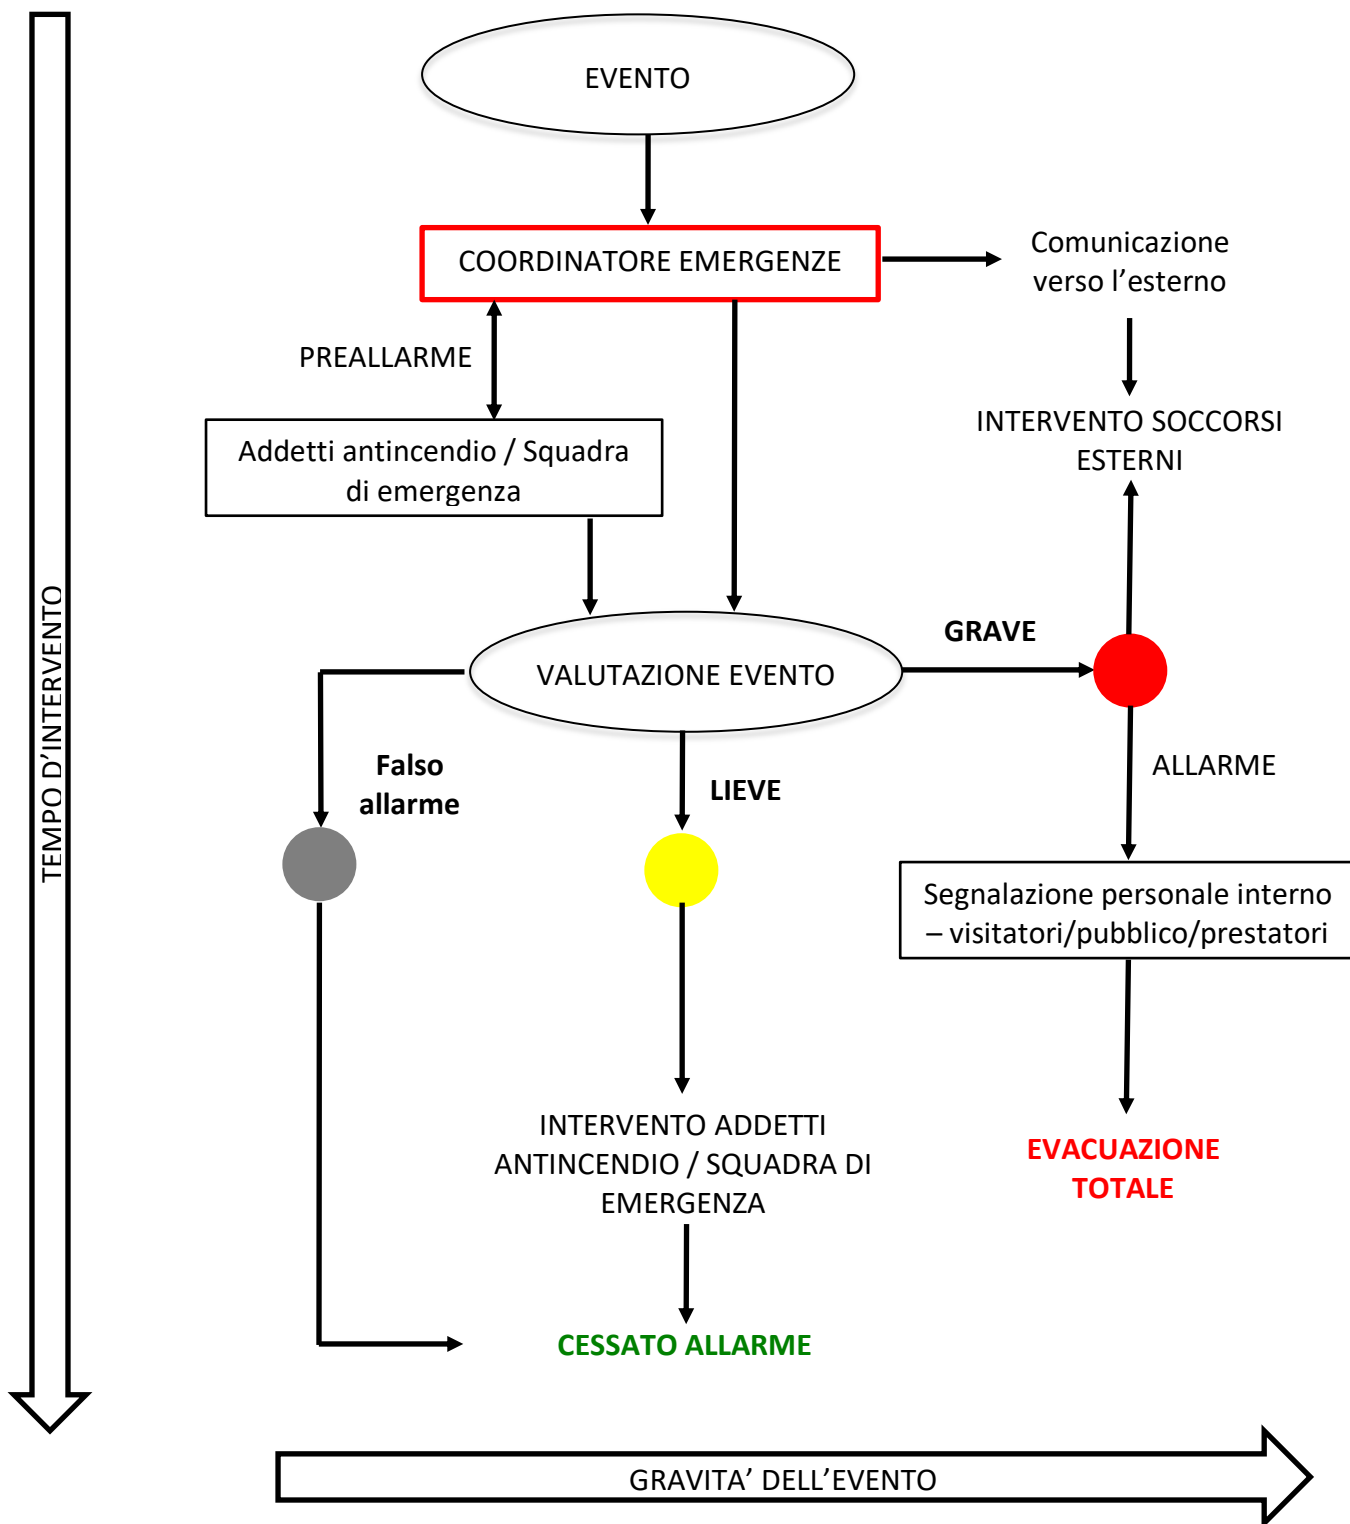 EVENTO
COORDINATORE EMERGENZE
Comunicazione
verso l’esterno
PREALLARME
INTERVENTO SOCCORSI
ESTERNI
Addetti antincendio / Squadra
di emergenza
GRAVE
VALUTAZIONE EVENTO
TEMPO D’INTERVENTO
Falso
allarme
LIEVE
ALLARME
Segnalazione personale interno
– visitatori/pubblico/prestatori
INTERVENTO ADDETTI
ANTINCENDIO / SQUADRA DI
EMERGENZA
EVACUAZIONE
TOTALE
CESSATO ALLARME
GRAVITA’ DELL’EVENTO